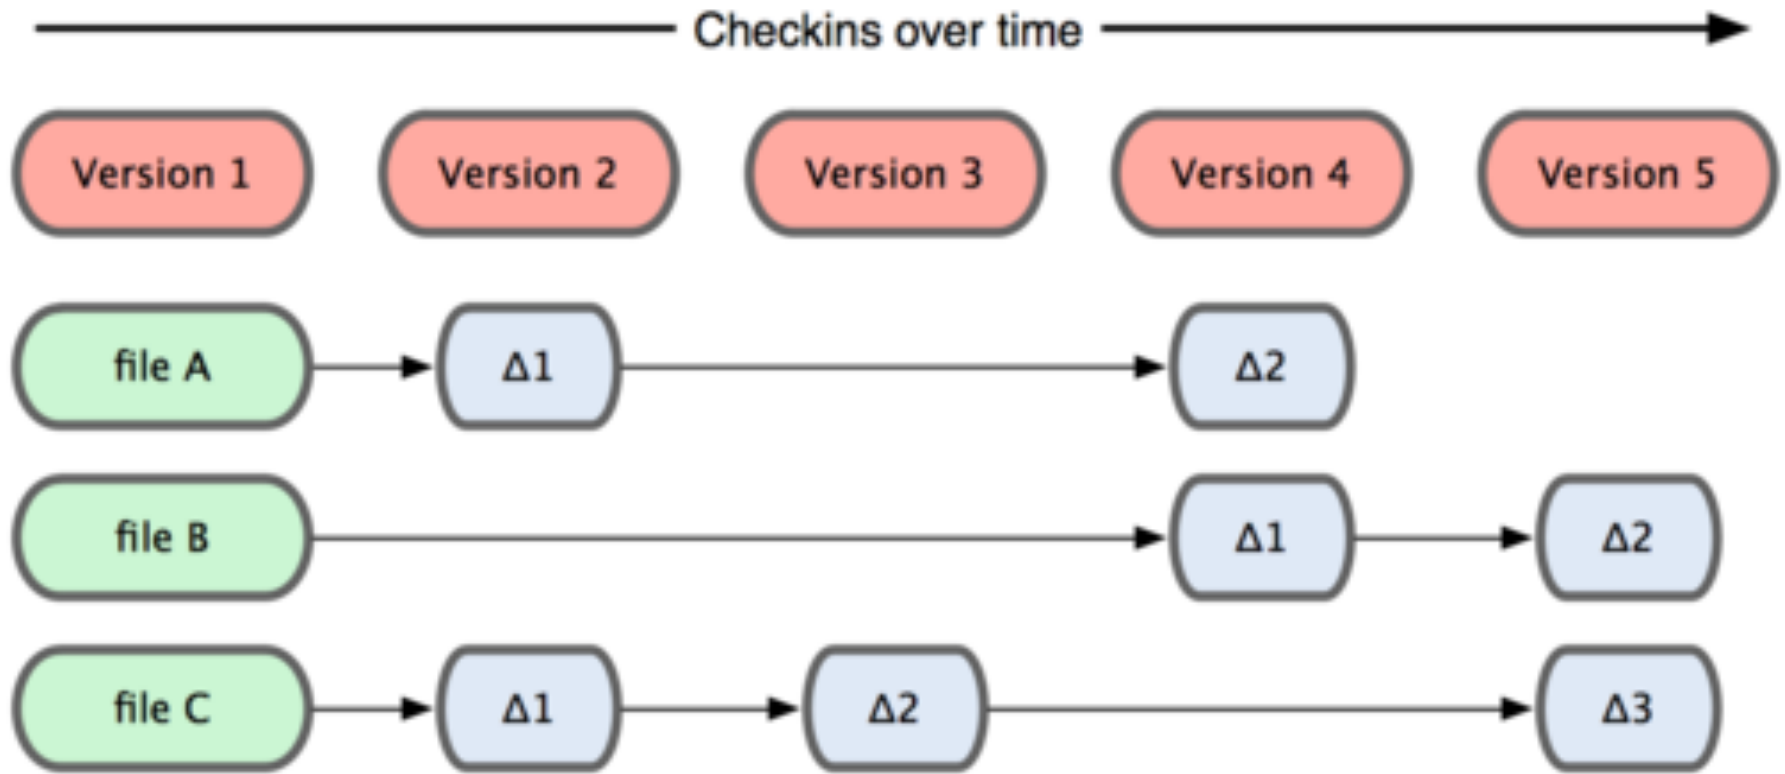 Checkins over time
Version 1 Version 2 Version 3 Version 4 Version 5
file A Δ1 Δ2
file B Δ1 Δ2
file C Δ1 Δ2 Δ3